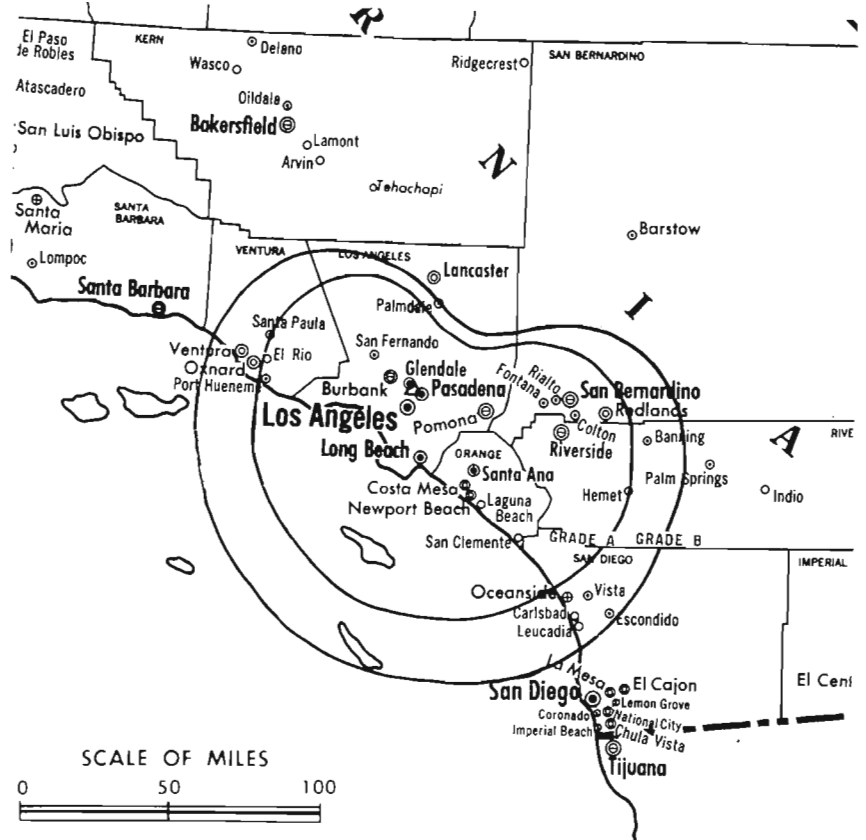 R
El Paso
de Robles
KERN
Delano
SAN BERNARDINO
Wasco
Ridgecrest
Atascadero
Oildale
San Luis Obispo
Bakersfield
Lamont
Arvin
N
Tehachapi
Santa
Maria
SANTA
BARBARA
Barstow
VENTURA
LOS ANGELES
Lompoc
Lancaster
Santa Barbara
Palmdale
I
Santa Paula
San Fernando
Ventura
El Rio
Oxnard
Port Hueneme
Glendale
Burbank
Pasadena
Rialto
Fontana
San Bernardino
Los Angeles
Pomona
Redlands
Colton
Riverside
Banning
A
RIVE
Long Beach
ORANGE
Santa Ana
Palm Springs
Costa Mesa
Newport Beach
Laguna
Beach
Hemet
Indio
San Clemente
GRADE A
GRADE B
SAN DIEGO
IMPERIAL
Oceanside
Vista
Carlsbad
Leucadia
Escondido
La Mesa
El Cajon
El Cent
San Diego
Lemon Grove
Coronado
National City
Imperial Beach
Chula Vista
Tijuana
SCALE OF MILES
0 50 100